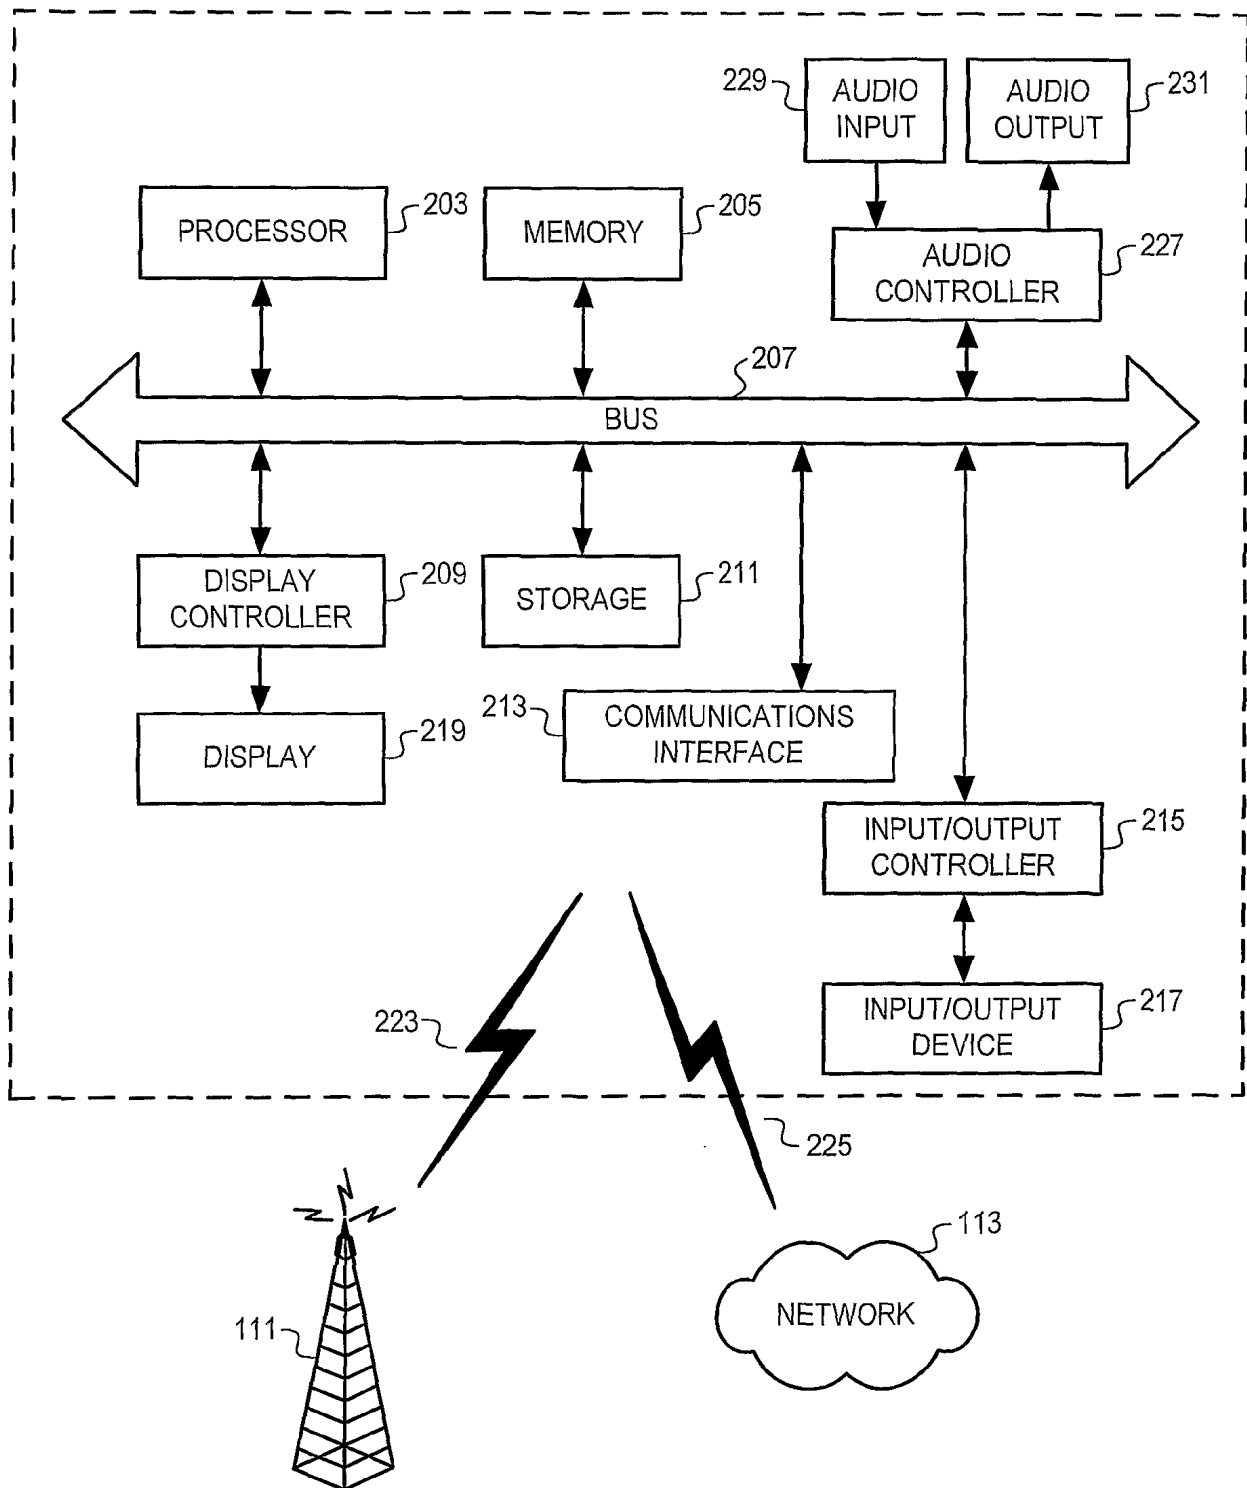 229
AUDIO
INPUT
AUDIO
OUTPUT
231
PROCESSOR
203
MEMORY
205
AUDIO
CONTROLLER
227
207
BUS
DISPLAY
CONTROLLER
209
STORAGE
211
213
COMMUNICATIONS
INTERFACE
DISPLAY
219
INPUT/OUTPUT
CONTROLLER
215
INPUT/OUTPUT
DEVICE
217
223
225
113
NETWORK
111